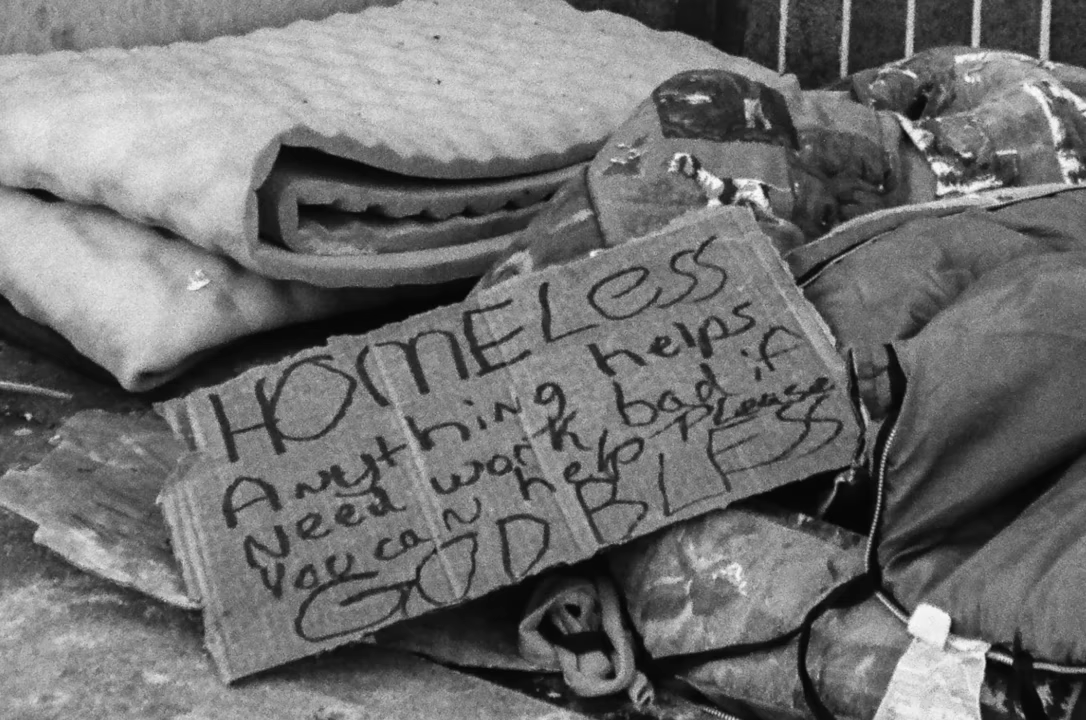 HOMELess
Anything helps
Need work, bad if
You can help Please
GOD BLESS